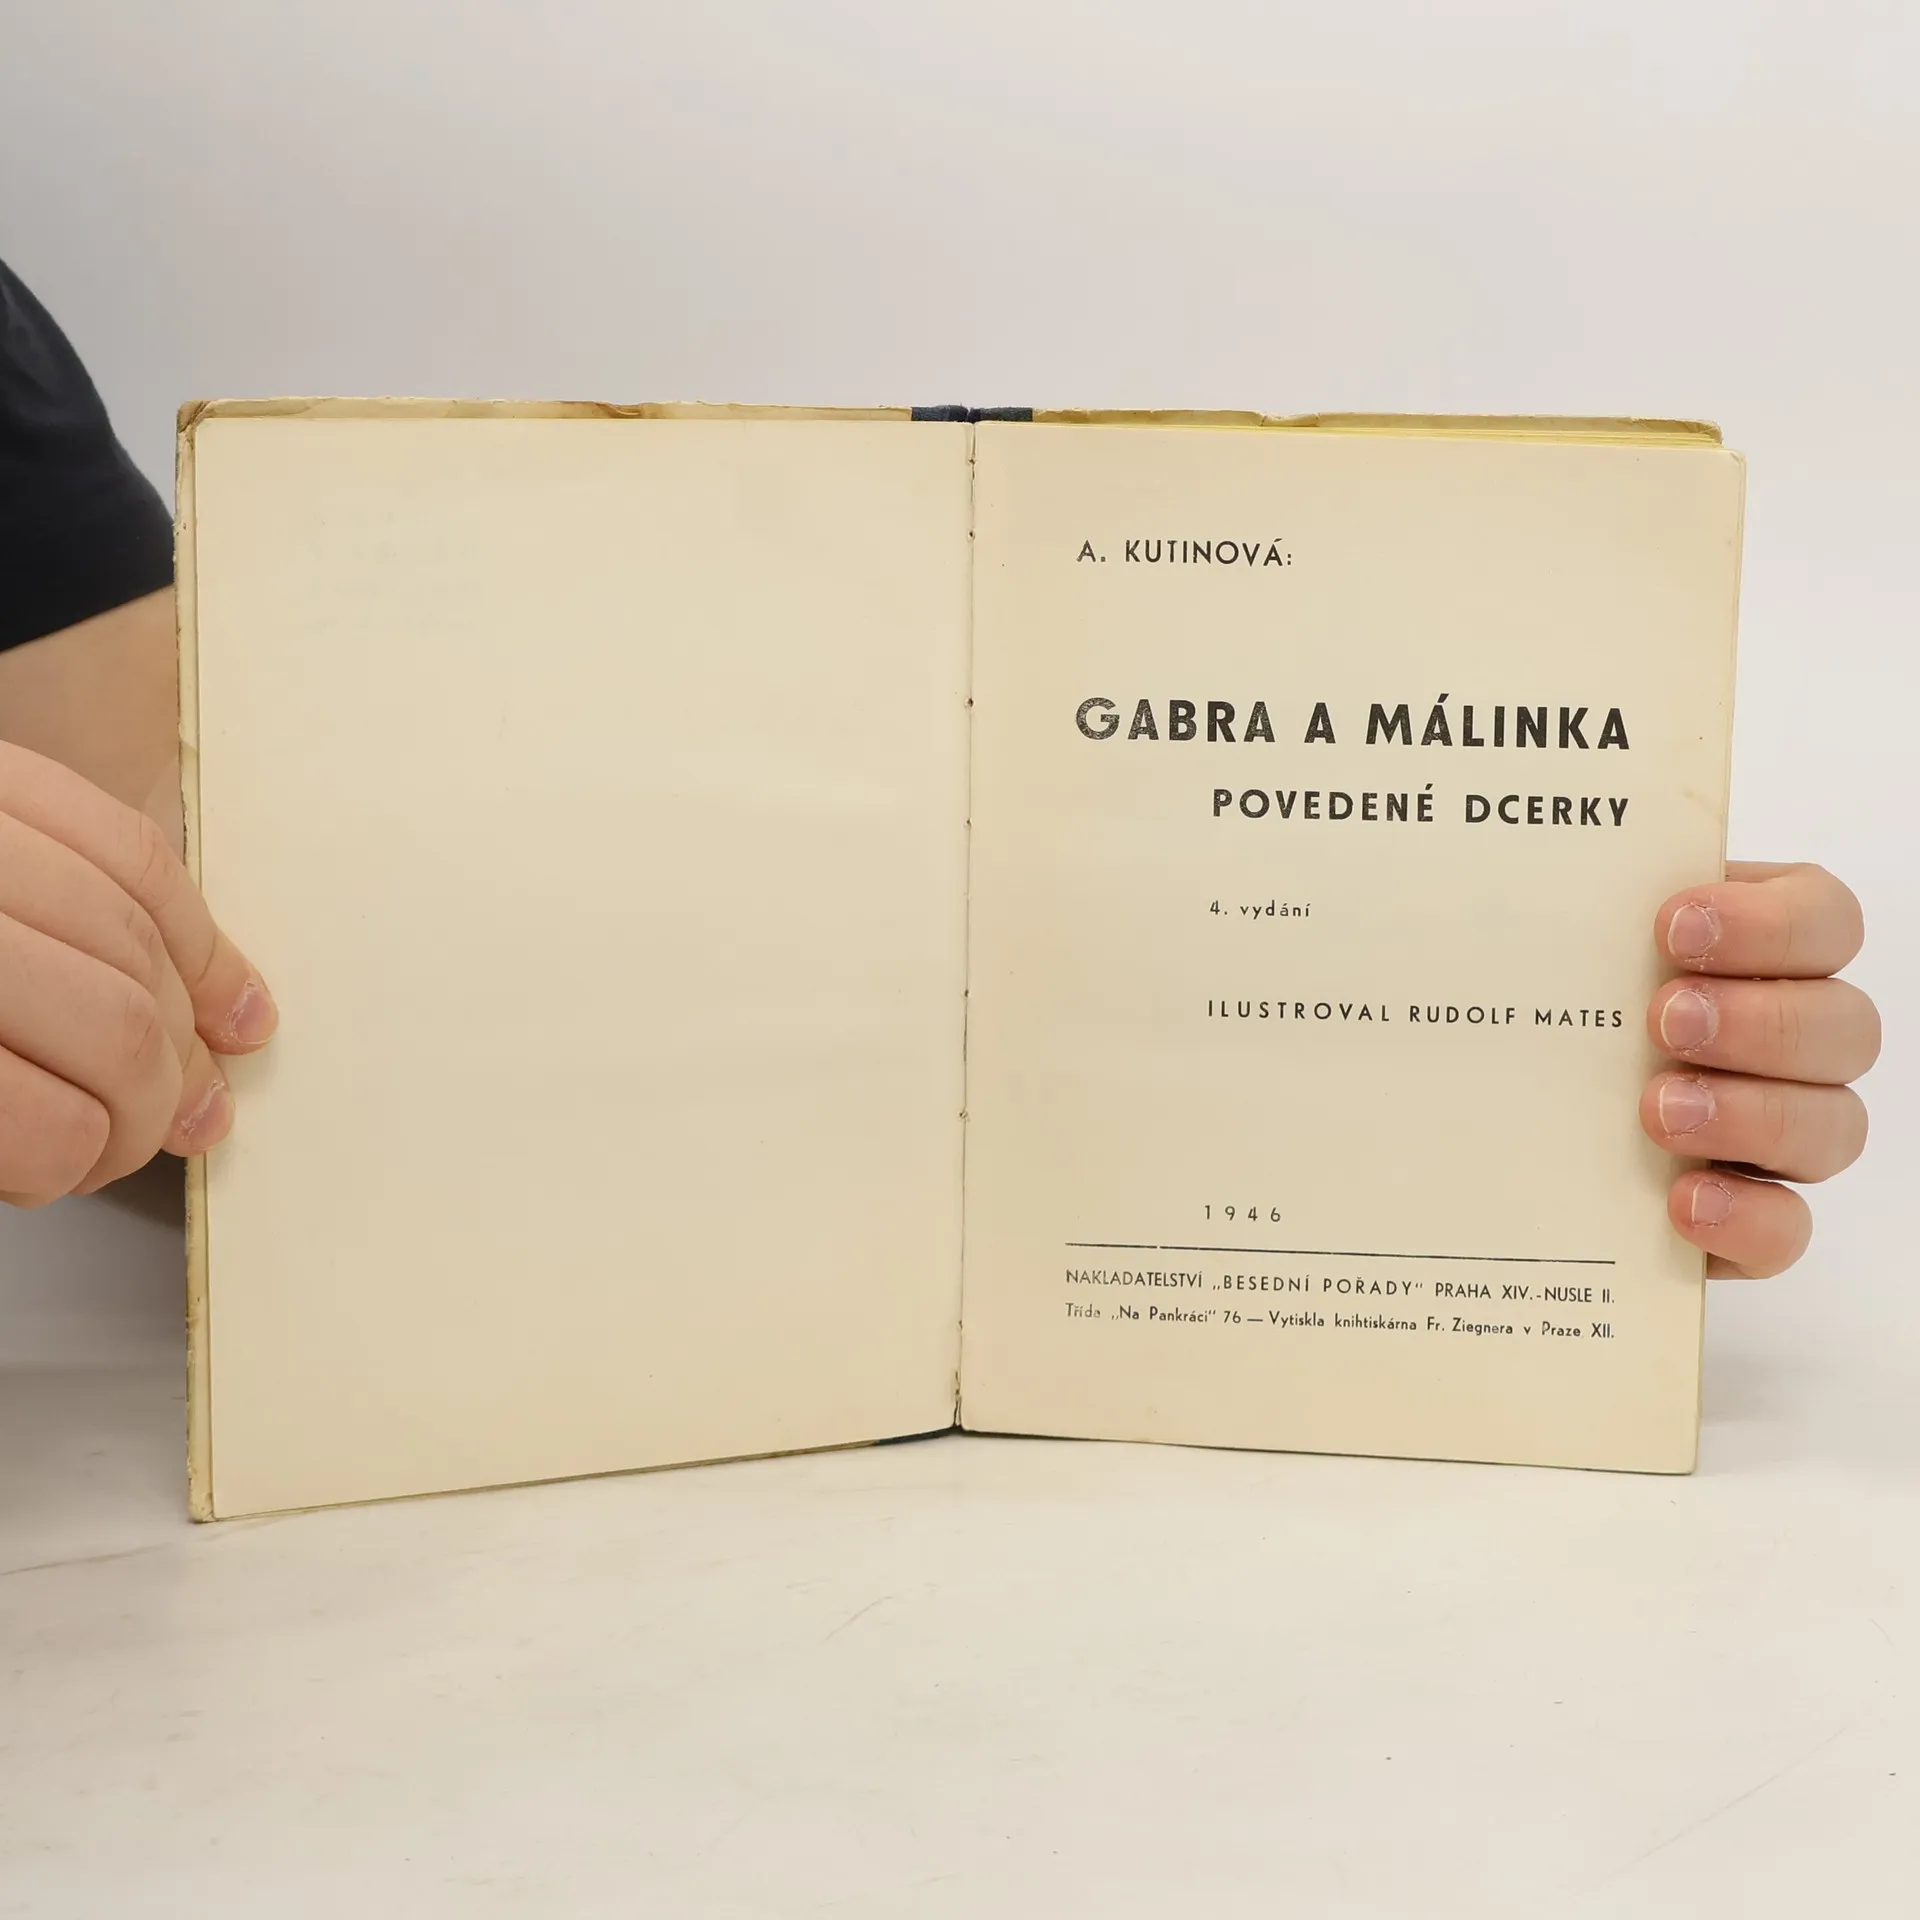 A. KUTINOVÁ:
GABRA A MÁLINKA
POVEDENÉ DCERKY
4. vydání
ILUSTROVAL RUDOLF MATES
1946
NAKLADATELSTVÍ „BESEDNÍ POŘADY“ PRAHA XIV.-NUSLE II.
Třída „Na Pankráci“ 76 — Vytiskla knihtiskárna Fr. Ziegnera v Praze XII.